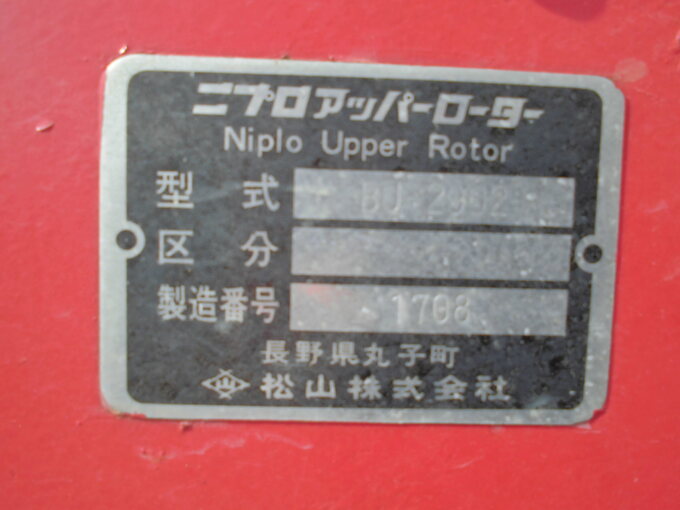 ニプロアッパーローター
Niplo Upper Rotor
型式
区分
製造番号 1708
長野県丸子町
松山株式会社